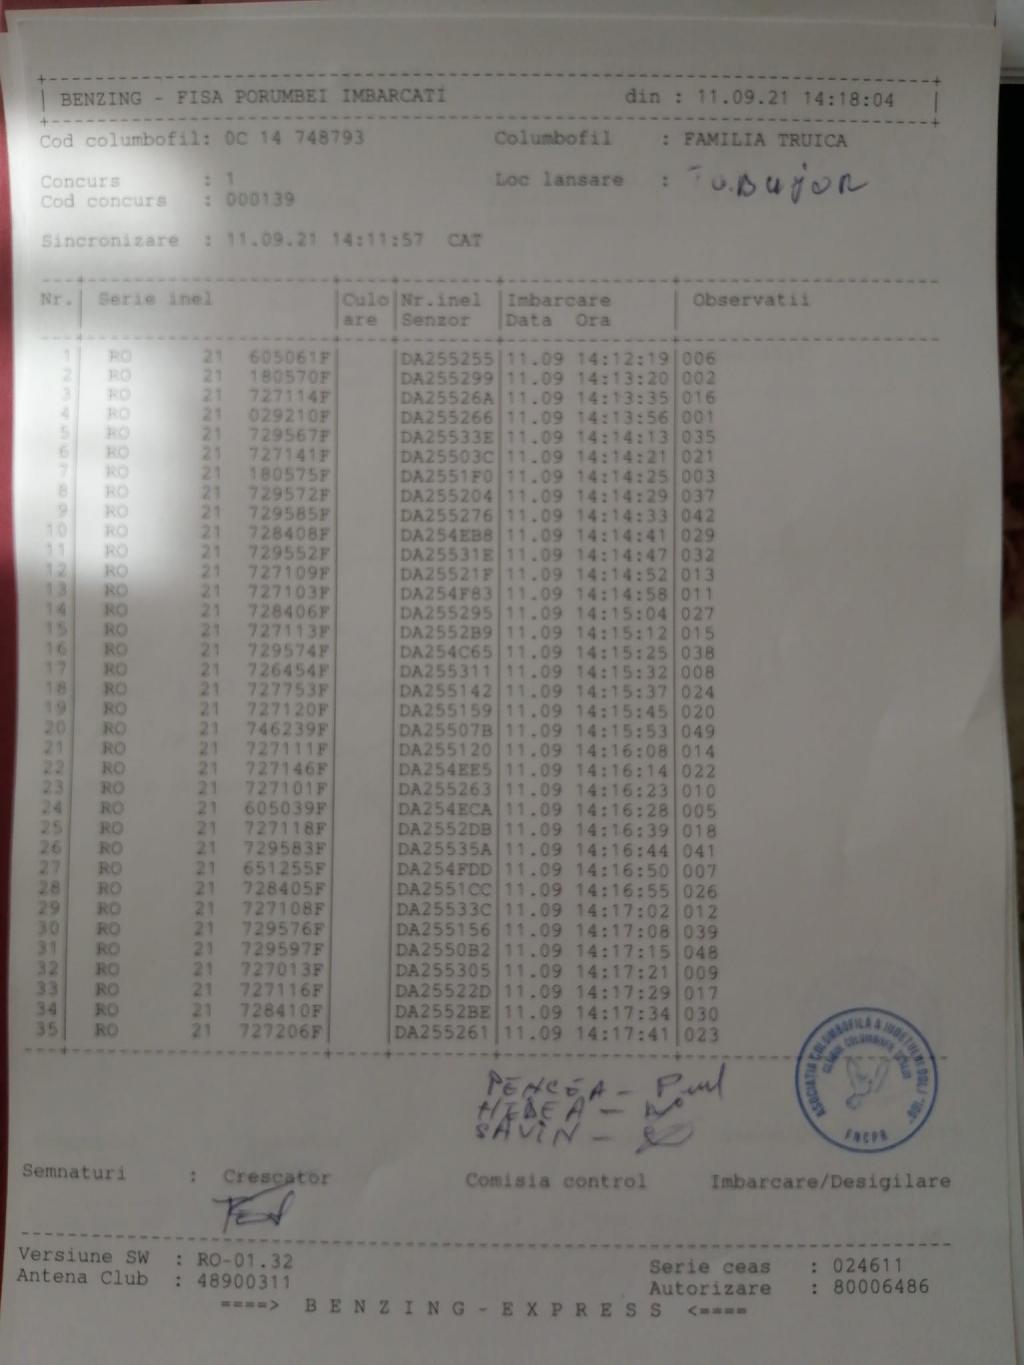 BENZING - FISA PORUMBEI IMBARCATI din : 11.09.21 14:18:04
Cod columbofil: 0C 14 748793 Columbofil : FAMILIA TRUICA
Concurs : 1 Loc lansare : Bujor
Cod concurs : 000139
Sincronizare : 11.09.21 14:11:57 CAT
Nr. Serie inel Culo Nr.inel Imbarcare Observatii
are Senzor Data Ora
1 RO 21 605061F DA255255 11.09 14:12:19 006
2 RO 21 180570F DA255299 11.09 14:13:20 002
3 RO 21 727114F DA25526A 11.09 14:13:35 016
4 RO 21 029210F DA255266 11.09 14:13:56 001
5 RO 21 729567F DA25533E 11.09 14:14:13 035
6 RO 21 727141F DA25503C 11.09 14:14:21 021
7 RO 21 180575F DA2551F0 11.09 14:14:25 003
8 RO 21 729572F DA255204 11.09 14:14:29 037
9 RO 21 729585F DA255276 11.09 14:14:33 042
10 RO 21 728408F DA254EB8 11.09 14:14:41 029
11 RO 21 729552F DA25531E 11.09 14:14:47 032
12 RO 21 727109F DA25521F 11.09 14:14:52 013
13 RO 21 727103F DA254F83 11.09 14:14:58 011
14 RO 21 728406F DA255295 11.09 14:15:04 027
15 RO 21 727113F DA2552B9 11.09 14:15:12 015
16 RO 21 729574F DA254C65 11.09 14:15:25 038
17 RO 21 726454F DA255311 11.09 14:15:32 008
18 RO 21 727753F DA255142 11.09 14:15:37 024
19 RO 21 727120F DA255159 11.09 14:15:45 020
20 RO 21 746239F DA25507B 11.09 14:15:53 049
21 RO 21 727111F DA255120 11.09 14:16:08 014
22 RO 21 727146F DA254EE5 11.09 14:16:14 022
23 RO 21 727101F DA255263 11.09 14:16:23 010
24 RO 21 605039F DA254ECA 11.09 14:16:28 005
25 RO 21 727118F DA2552DB 11.09 14:16:39 018
26 RO 21 729583F DA25535A 11.09 14:16:44 041
27 RO 21 651255F DA254FDD 11.09 14:16:50 007
28 RO 21 728405F DA2551CC 11.09 14:16:55 026
29 RO 21 727108F DA25533C 11.09 14:17:02 012
30 RO 21 729576F DA255156 11.09 14:17:08 039
31 RO 21 729597F DA2550B2 11.09 14:17:15 048
32 RO 21 727013F DA255305 11.09 14:17:21 009
33 RO 21 727116F DA25522D 11.09 14:17:29 017
34 RO 21 728410F DA2552BE 11.09 14:17:34 030
35 RO 21 727206F DA255261 11.09 14:17:41 023
PENCEA -
HEBEA -
SAVIN -
ASOCIATIA COLUMBOFILĂ A JUDETULUI DOLJ
FNCPR
Semnaturi : Crescator Comisia control Imbarcare/Desigilare
Versiune SW : RO-01.32 Serie ceas : 024611
Antena Club : 48900311 Autorizare : 80006486
====> B E N Z I N G - E X P R E S S <====